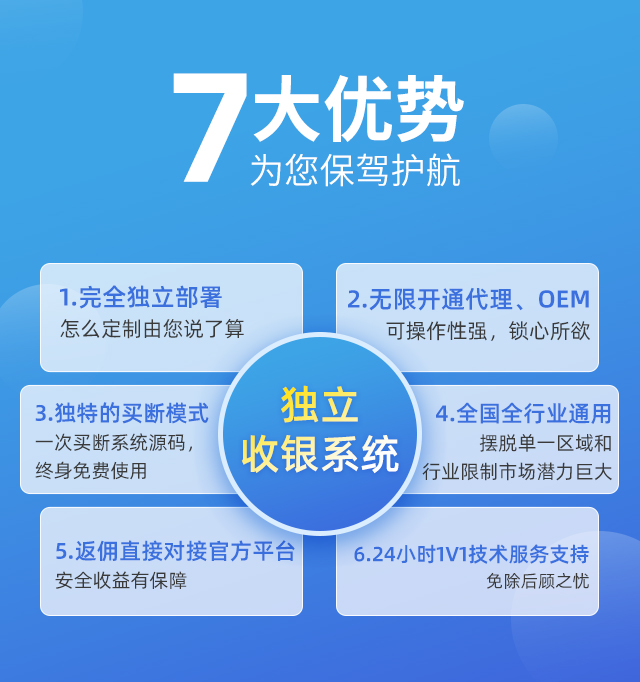 7大优势
为您保驾护航
1.完全独立部署
怎么定制由您说了算
2.无限开通代理、OEM
可操作性强，锁心所欲
3.独特的买断模式
一次买断系统源码，
终身免费使用
独立
收银系统
4.全国全行业通用
摆脱单一区域和
行业限制市场潜力巨大
5.返佣直接对接官方平台
安全收益有保障
6.24小时1V1技术服务支持
免除后顾之忧